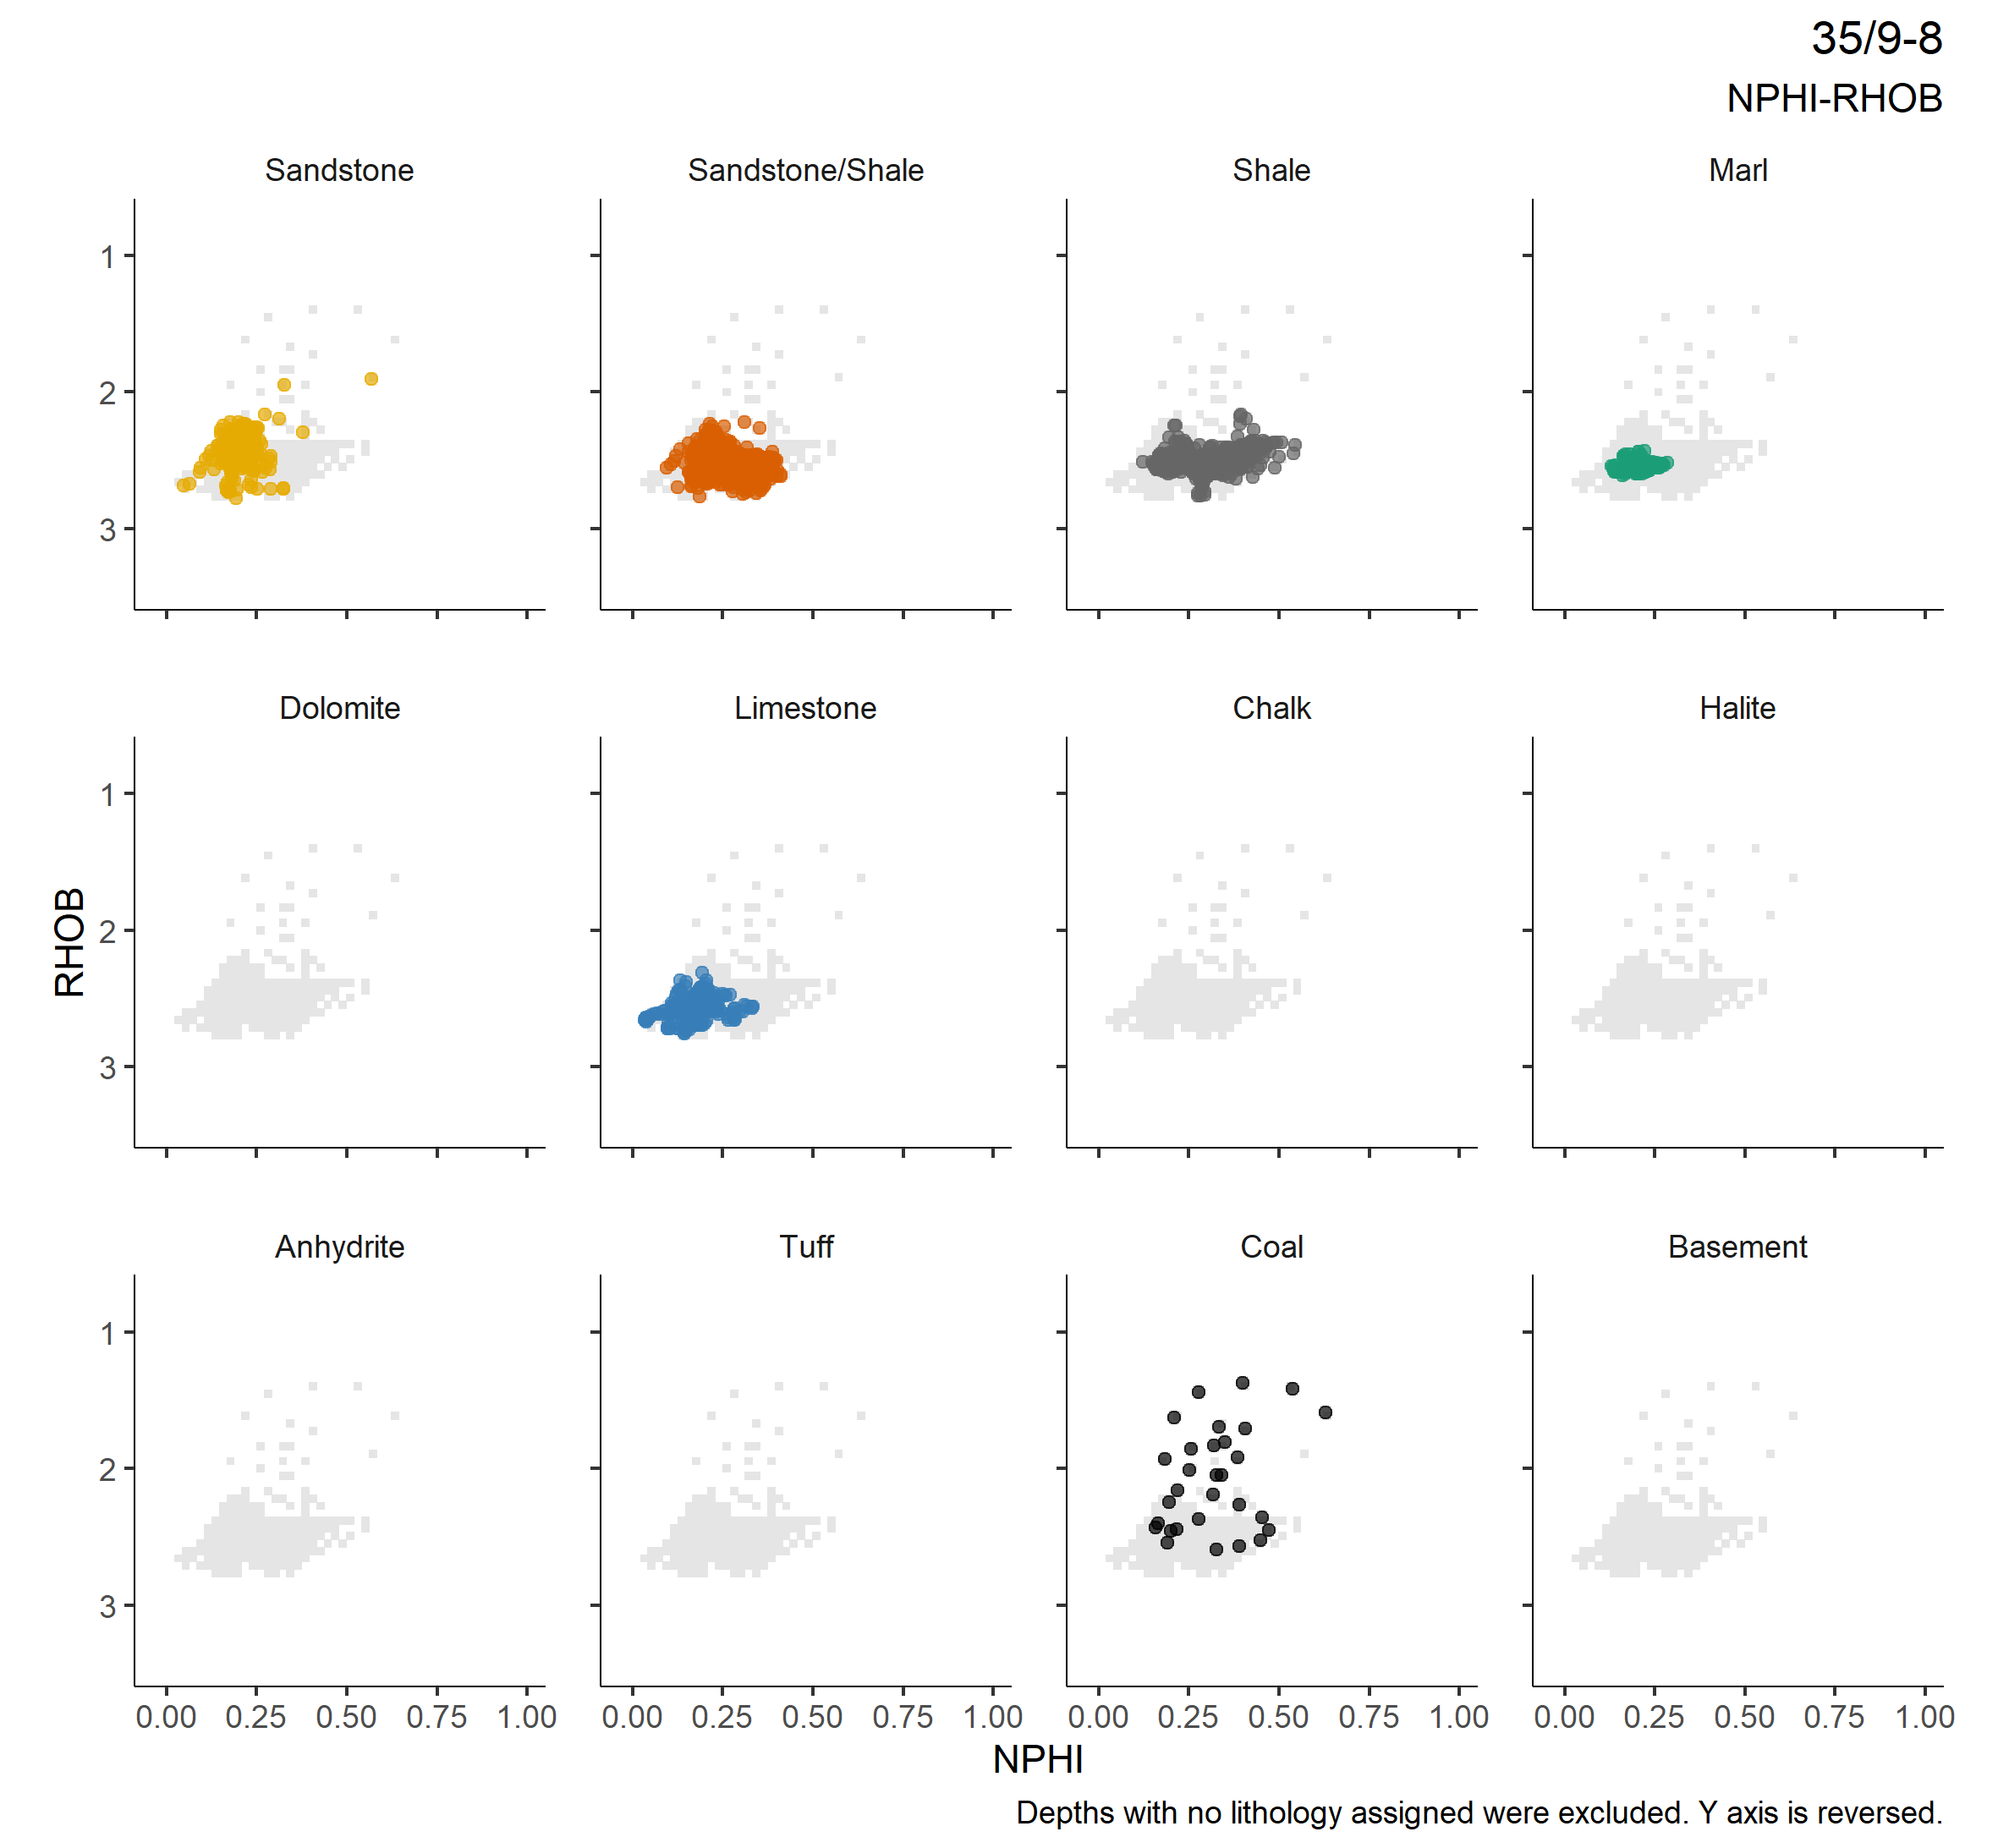 35/9-8
NPHI-RHOB
Sandstone Sandstone/Shale Shale Marl
1
2
3
Dolomite Limestone Chalk Halite
1
2
3
RHOB
Anhydrite Tuff Coal Basement
1
2
3
0.00 0.25 0.50 0.75 1.00 0.00 0.25 0.50 0.75 1.00 0.00 0.25 0.50 0.75 1.00 0.00 0.25 0.50 0.75 1.00
NPHI
Depths with no lithology assigned were excluded. Y axis is reversed.